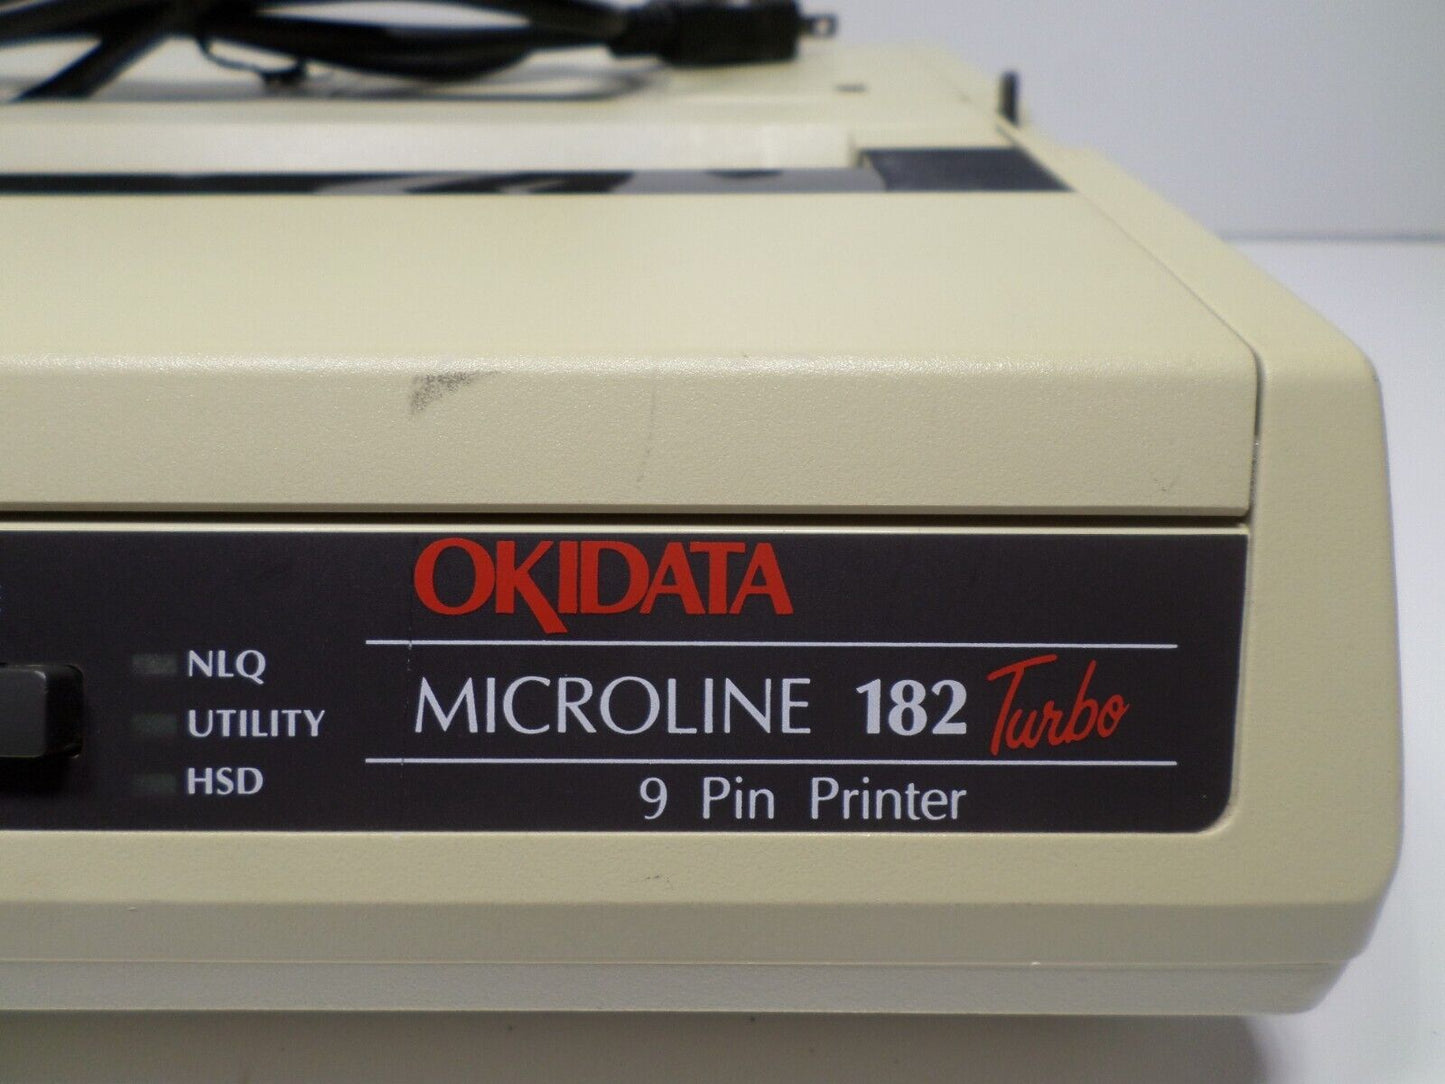 OKIDATA
NLQ
MICROLINE 182 Turbo
UTILITY
HSD
9 Pin Printer